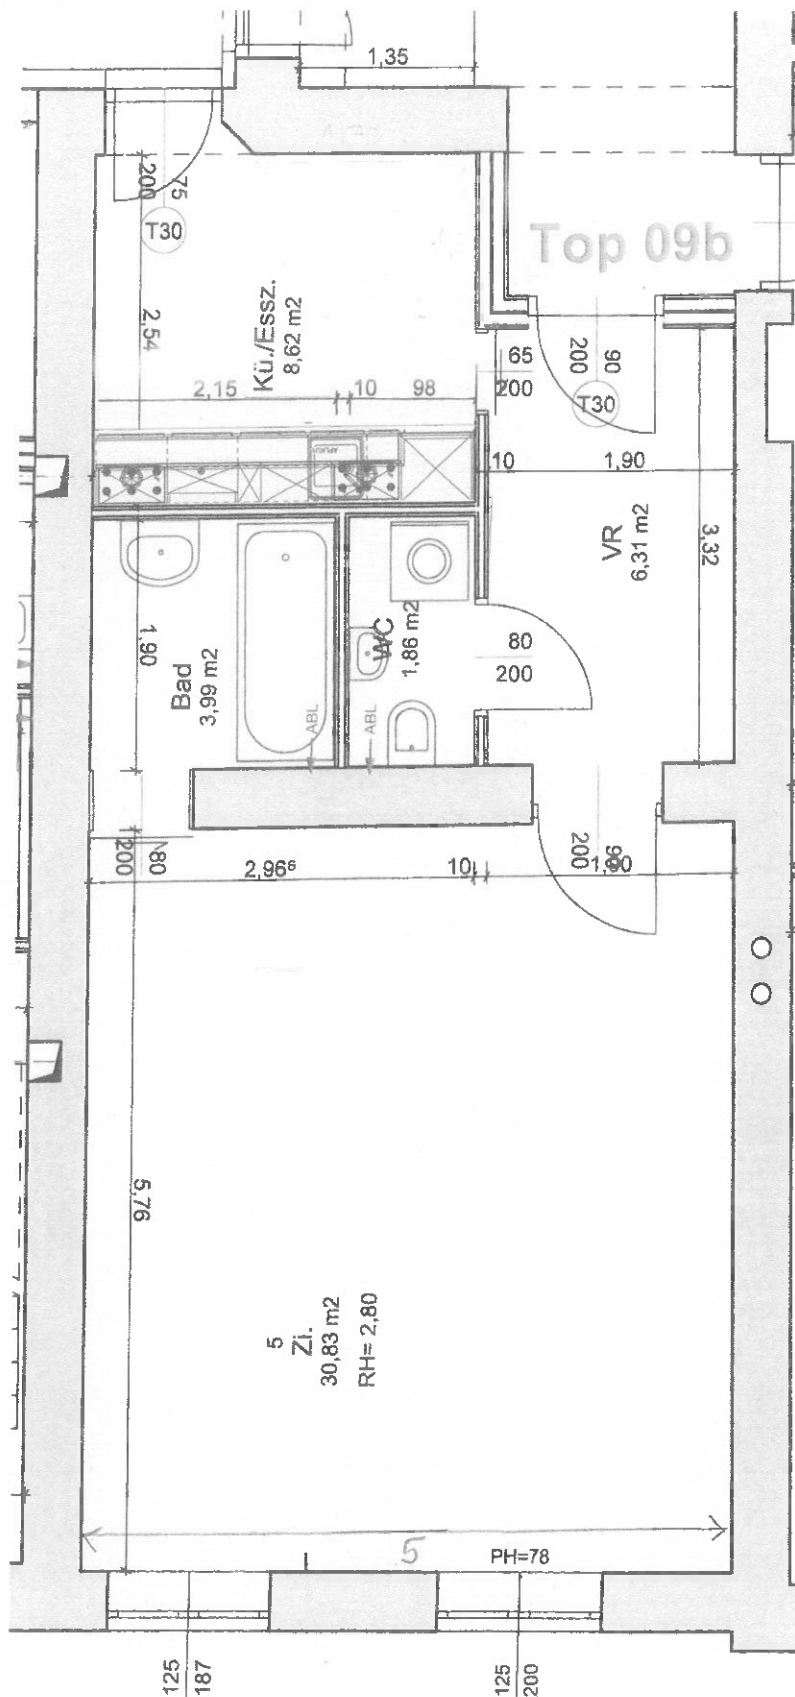 1,35
75
200
T30
Top 09b
2,54
Kü./Essz.
8,62 m2
65
200
90
200
T30
2,15
10
98
10
1,90
VR
6,31 m2
3,32
1,90
Bad
3,99 m2
WC
1,86 m2
80
200
ABL
ABL
80
200
2,96⁶
10
1,90
90
200
5,76
5
Zi.
30,83 m2
RH= 2,80
5
PH=78
125
187
125
200